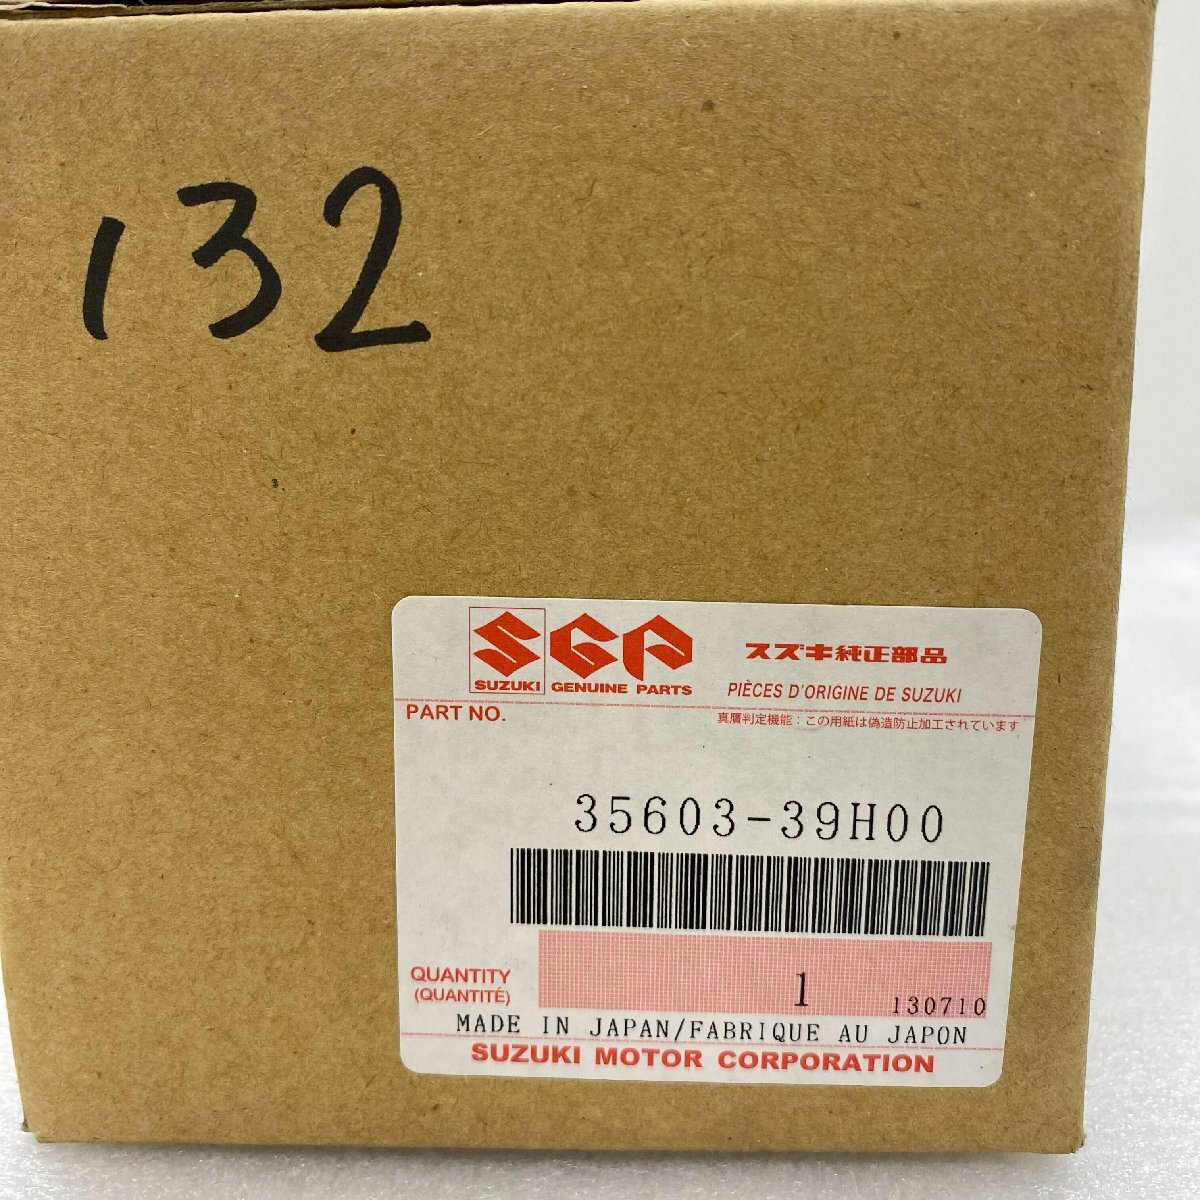 132
SGP
SUZUKI GENUINE PARTS
スズキ純正部品
PIÈCES D'ORIGINE DE SUZUKI
PART NO.
真贋判定機能：この用紙は偽造防止加工されています
35603-39H00
QUANTITY
(QUANTITÉ)
1
130710
MADE IN JAPAN/FABRIQUE AU JAPON
SUZUKI MOTOR CORPORATION